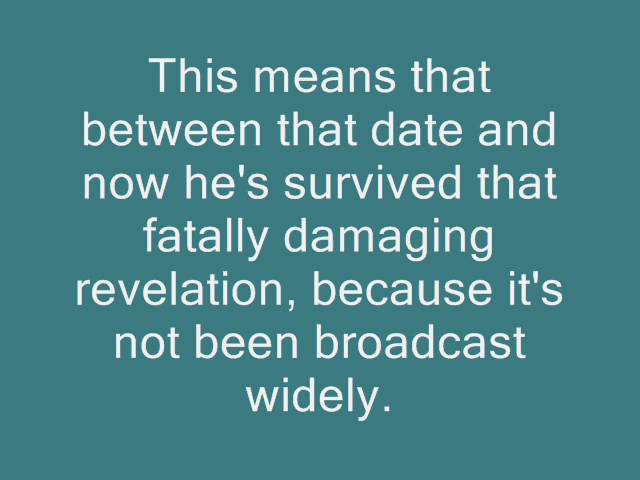 This means that
between that date and
now he's survived that
fatally damaging
revelation, because it's
not been broadcast
widely.